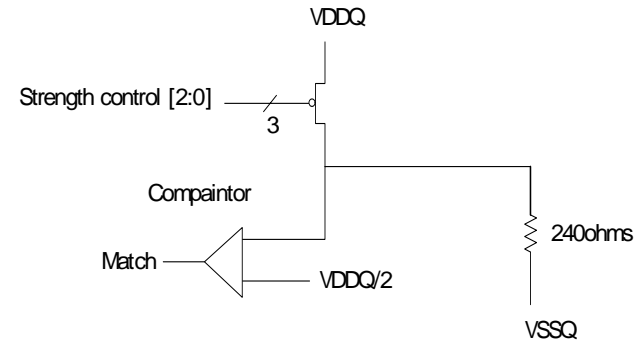 VDDQ
Strength control [2:0]
3
Compaintor
Match
VDDQ/2
240ohms
VSSQ